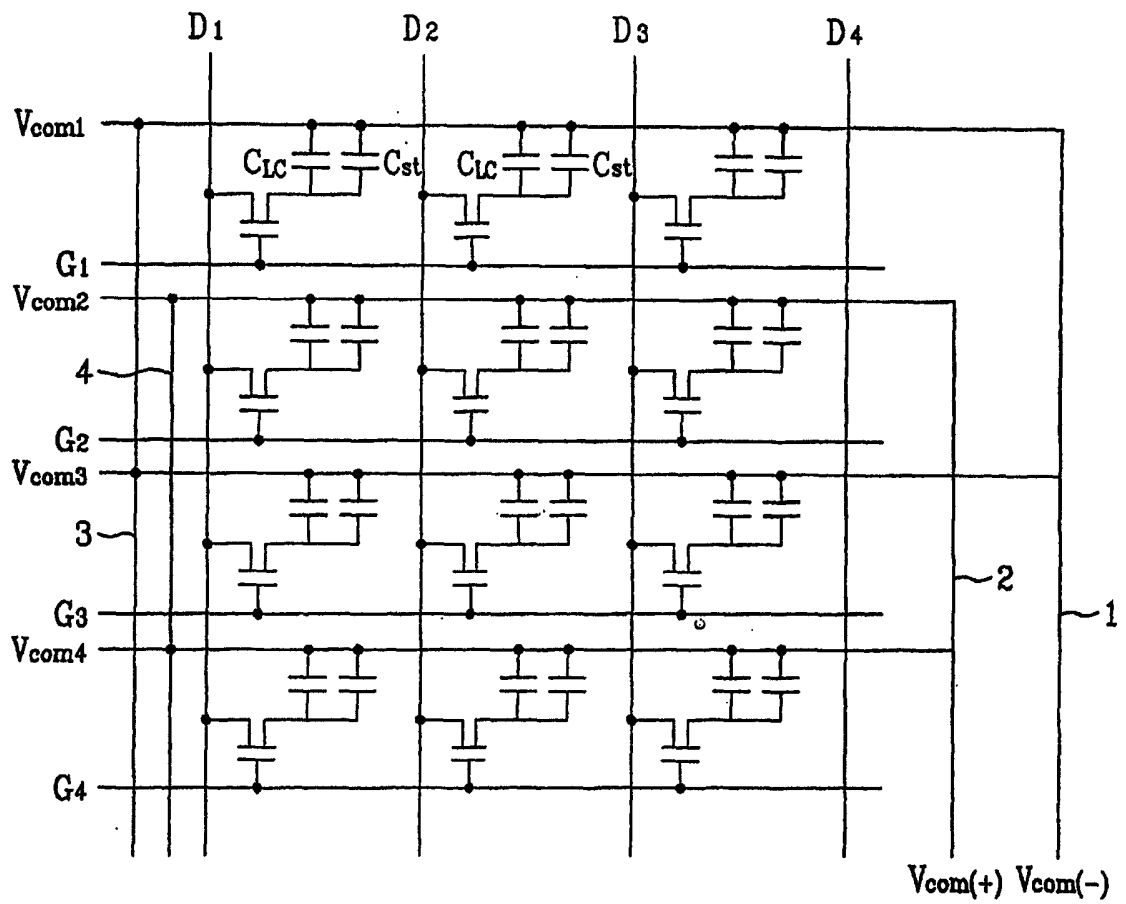 D1 D2 D3 D4
Vcom1
CLC Cst CLC Cst
G1
Vcom2
4
G2
Vcom3
3
2
G3
1
Vcom4
G4
Vcom(+) Vcom(-)